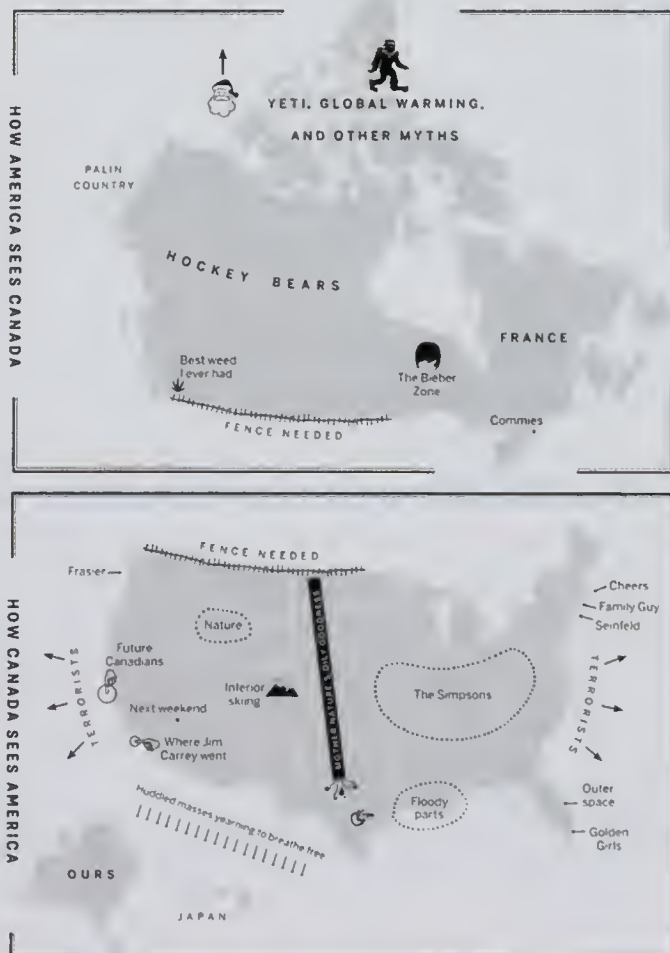 HOW AMERICA SEES CANADA
YETI, GLOBAL WARMING,
AND OTHER MYTHS
PALIN
COUNTRY
HOCKEY BEARS
FRANCE
Best weed
I ever had
The Bieber
Zone
FENCE NEEDED
Commies
HOW CANADA SEES AMERICA
FENCE NEEDED
Frasier
Cheers
Family Guy
Seinfeld
Nature
Future
Canadians
TERRORISTS
MOTHER NATURE'S OILY GOODNESS
Inferior
skiing
The Simpsons
TERRORISTS
Next weekend
Where Jim
Carrey went
Huddled masses yearning to breathe free
Floody
parts
Outer
space
Golden
Girls
OURS
JAPAN